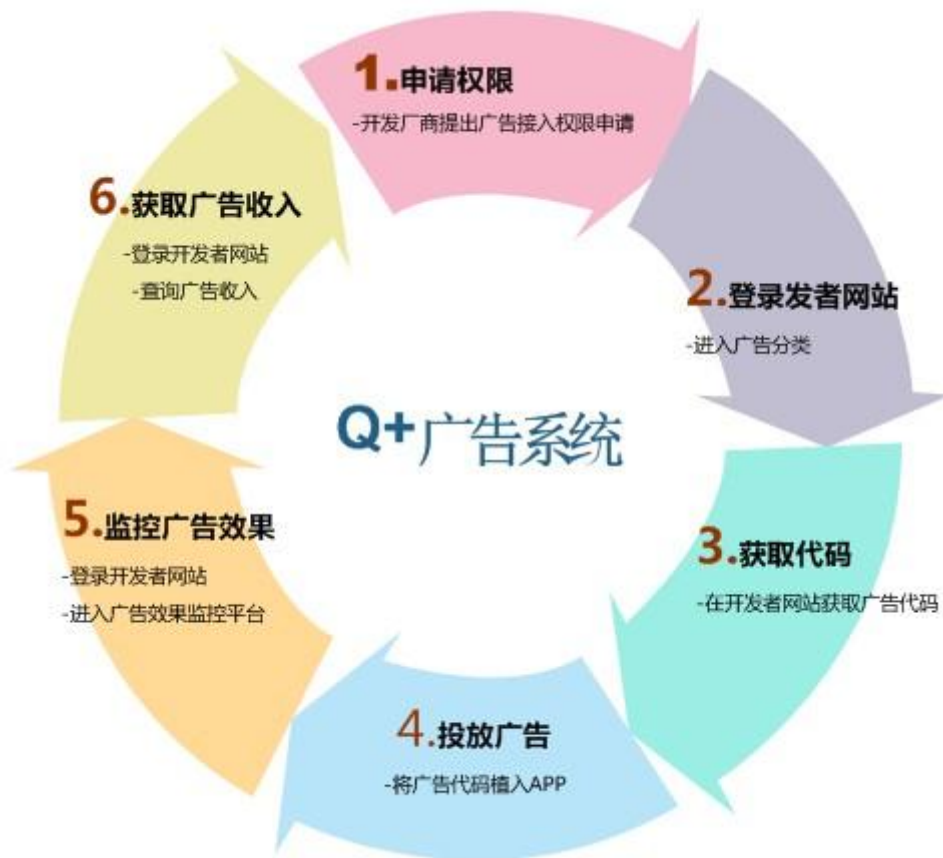 1.申请权限
-开发厂商提出广告接入权限申请
2.登录发者网站
-进入广告分类
3.获取代码
-在开发者网站获取广告代码
4.投放广告
-将广告代码植入APP
5.监控广告效果
-登录开发者网站
-进入广告效果监控平台
6.获取广告收入
-登录开发者网站
-查询广告收入
Q+广告系统